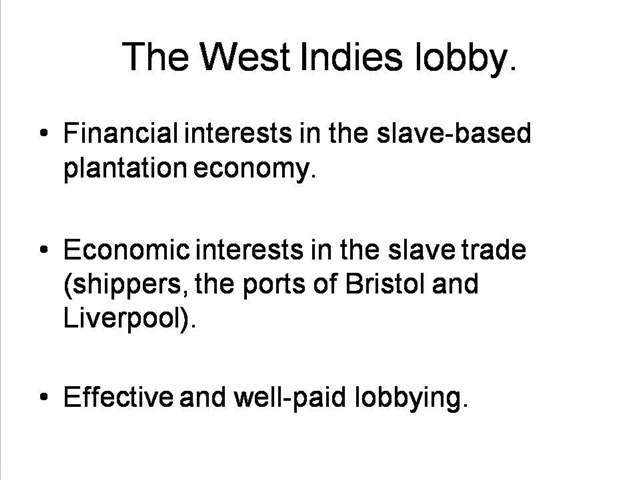 The West Indies lobby.
• Financial interests in the slave-based
plantation economy.
• Economic interests in the slave trade
(shippers, the ports of Bristol and
Liverpool).
• Effective and well-paid lobbying.